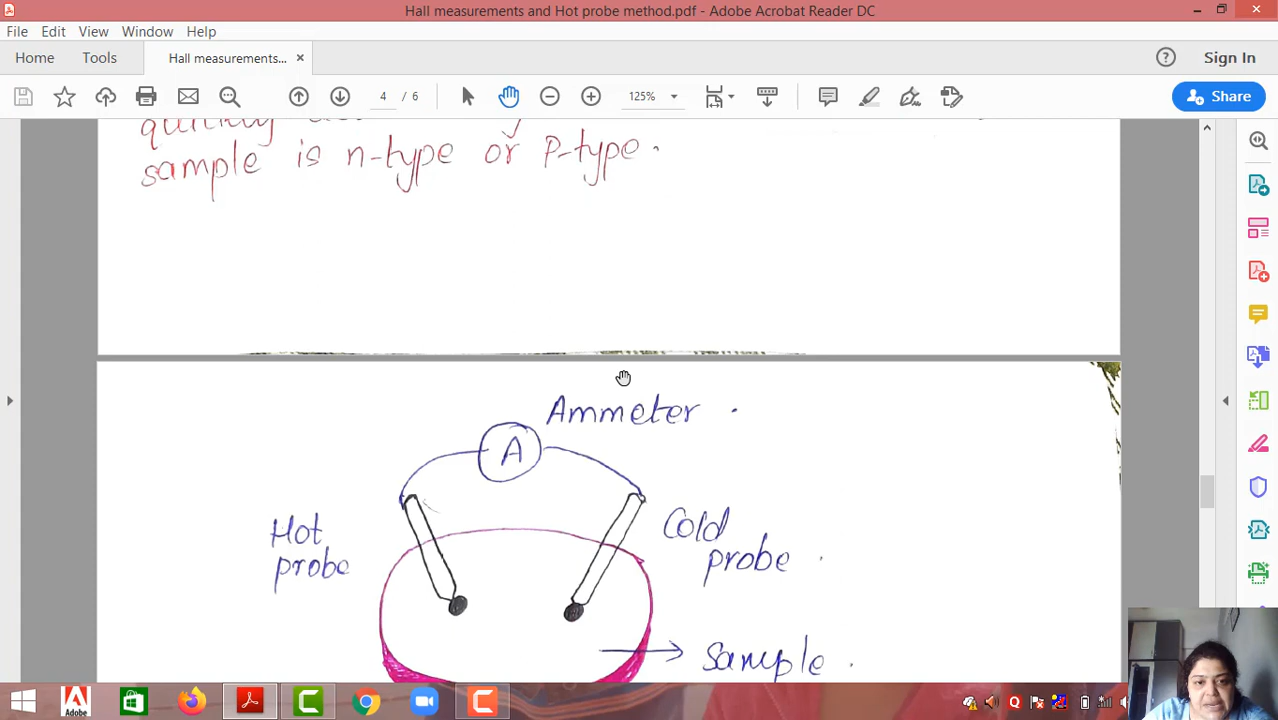 Hall measurements and Hot probe method.pdf - Adobe Acrobat Reader DC
File Edit View Window Help
Home Tools Hall measurements... × Sign In
4 / 6 125% Share
quickly
sample is n-type or P-type.
Ammeter .
A
Hot
probe
Cold
probe .
Sample .